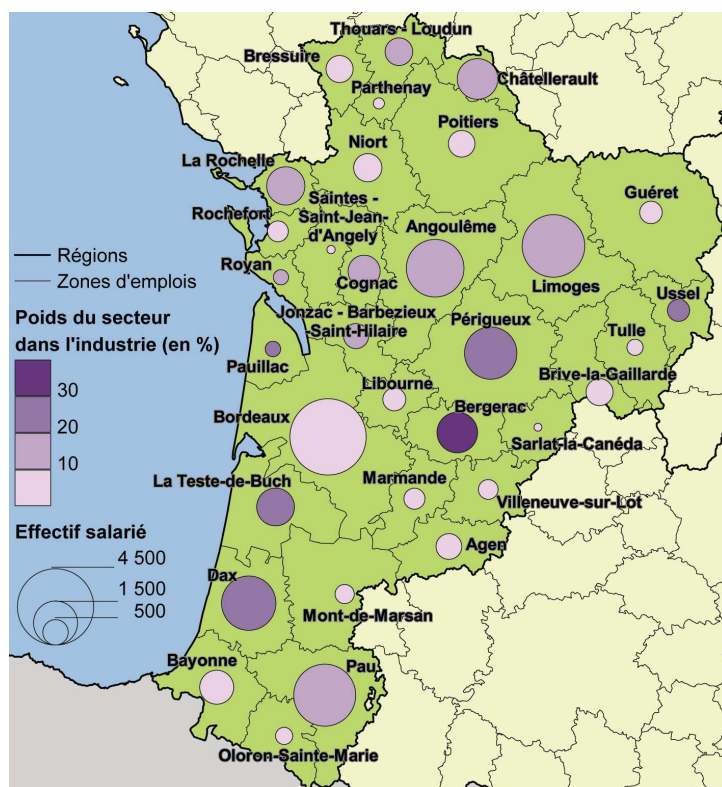 Thouars - Loudun
Bressuire
Châtellerault
Parthenay
Poitiers
Niort
La Rochelle
Saintes -
Saint-Jean-
d'Angely
Guéret
Rochefort
Angoulême
Régions
Zones d'emplois
Royan
Cognac
Limoges
Ussel
Poids du secteur
dans l'industrie (en %)
Jonzac - Barbezieux
-Saint-Hilaire
Périgueux
Tulle
Pauillac
30
20
10
Libourne
Brive-la-Gaillarde
Bordeaux
Bergerac
Sarlat-la-Canéda
La Teste-de-Buch
Marmande
Villeneuve-sur-Lot
Effectif salarié
4 500
1 500
500
Agen
Dax
Mont-de-Marsan
Bayonne
Pau
Oloron-Sainte-Marie